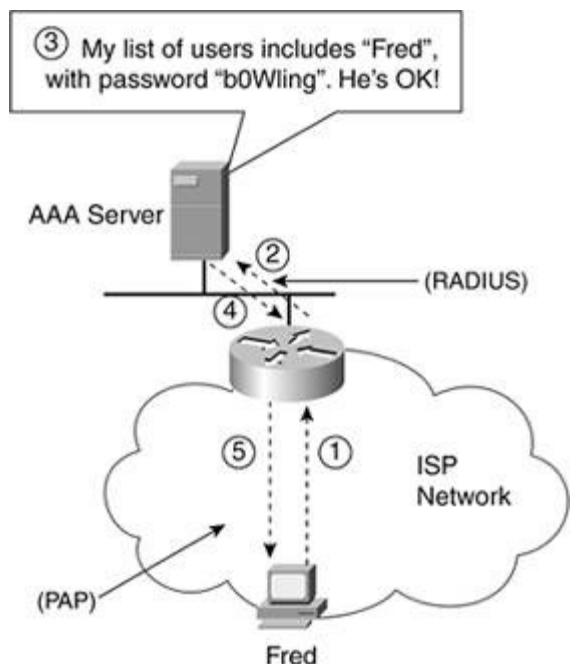 ③ My list of users includes “Fred”,
with password “b0Wling”. He’s OK!
AAA Server
②
(RADIUS)
④
⑤
①
ISP
Network
(PAP)
Fred